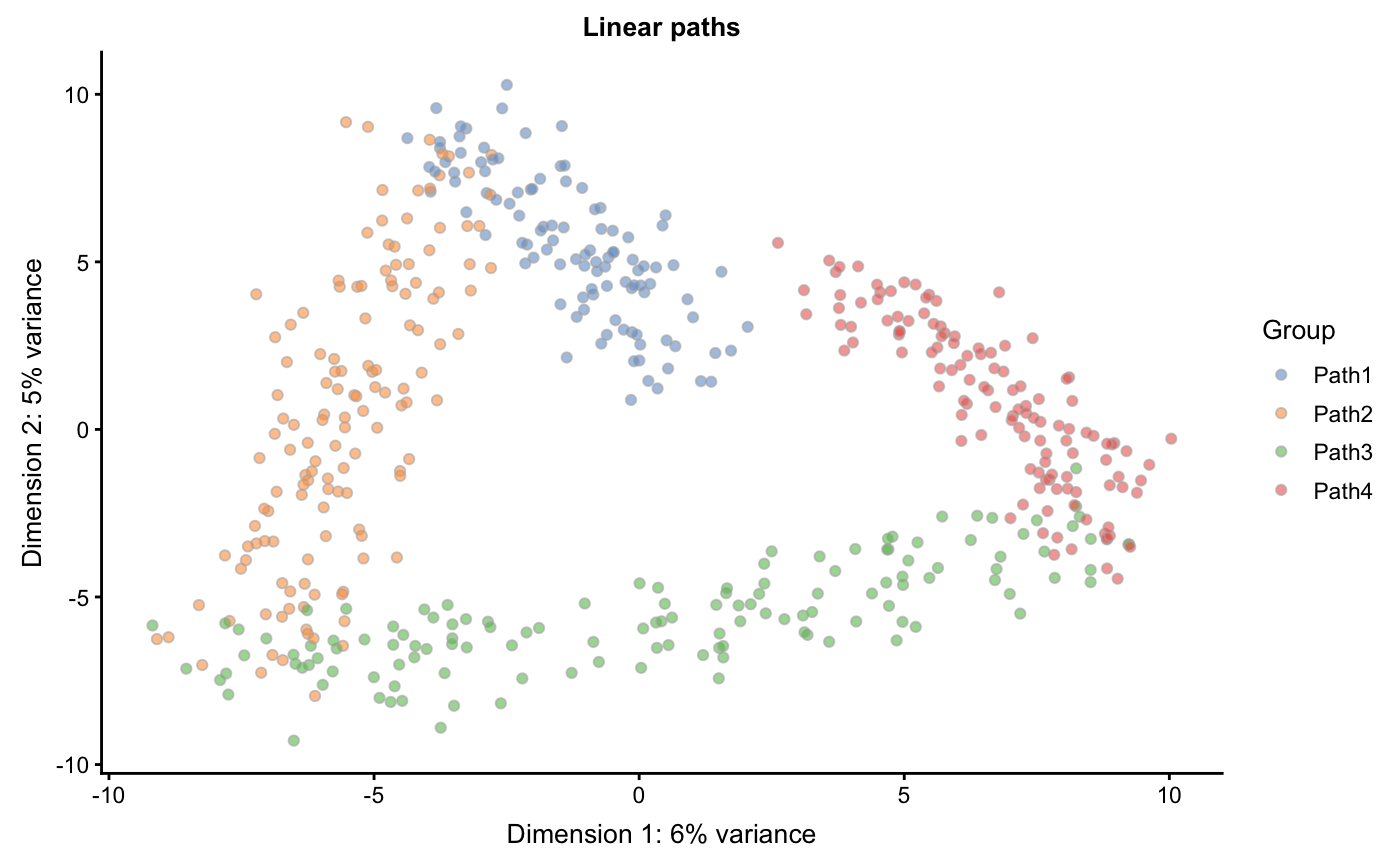 Linear paths
10
5
0
-5
-10
Dimension 2: 5% variance
-10
-5
0
5
10
Dimension 1: 6% variance
Group
Path1
Path2
Path3
Path4